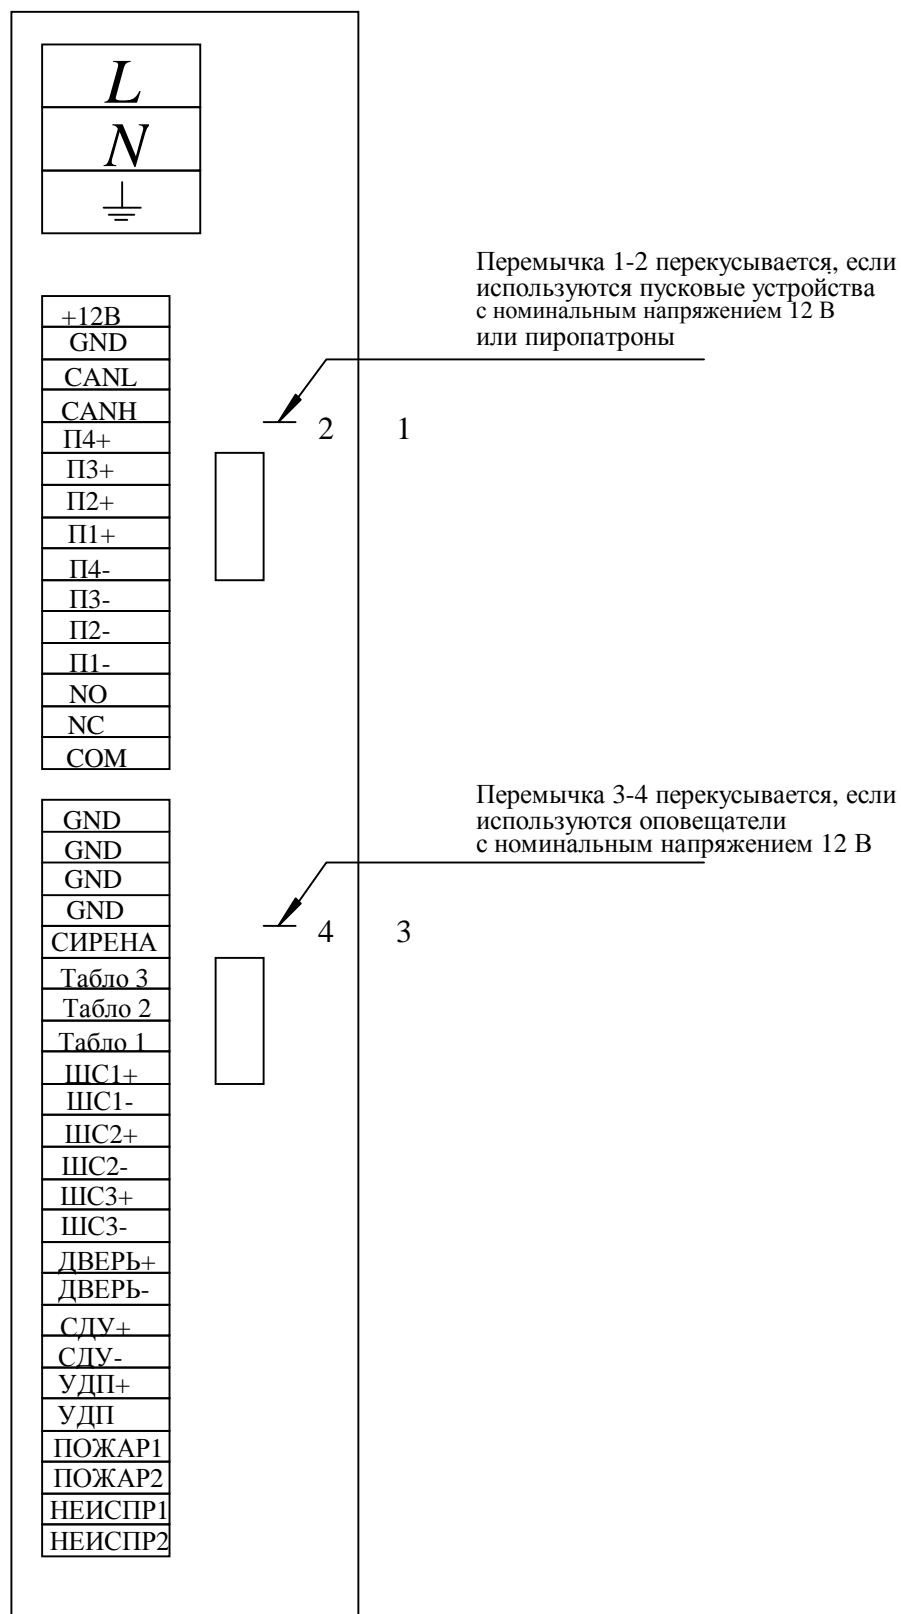 L
N
+12В
GND
CANL
CANH
П4+
П3+
П2+
П1+
П4-
П3-
П2-
П1-
NO
NC
COM
Перемычка 1-2 перекусывается, если
используются пусковые устройства
с номинальным напряжением 12 В
или пиропатроны
2 1
GND
GND
GND
GND
СИРЕНА
Табло 3
Табло 2
Табло 1
ШС1+
ШС1-
ШС2+
ШС2-
ШС3+
ШС3-
ДВЕРЬ+
ДВЕРЬ-
СДУ+
СДУ-
УДП+
УДП
ПОЖАР1
ПОЖАР2
НЕИСПР1
НЕИСПР2
Перемычка 3-4 перекусывается, если
используются оповещатели
с номинальным напряжением 12 В
4 3